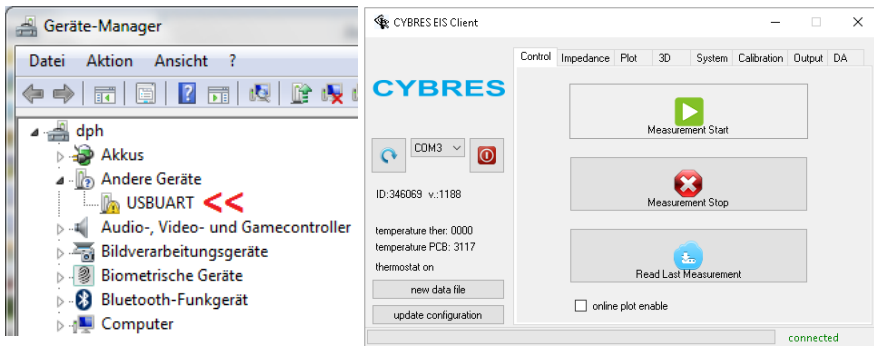 Geräte-Manager
Datei Aktion Ansicht ?
dph
Akkus
Andere Geräte
USBUART <<
Audio-, Video- und Gamecontroller
Bildverarbeitungsgeräte
Biometrische Geräte
Bluetooth-Funkgerät
Computer
CYBRES EIS Client
Control Impedance Plot 3D System Calibration Output DA
CYBRES
COM3
ID:346069 v.:1188
temperature ther: 0000
temperature PCB: 3117
thermostat on
new data file
update configuration
Measurement Start
Measurement Stop
Read Last Measurement
online plot enable
connected